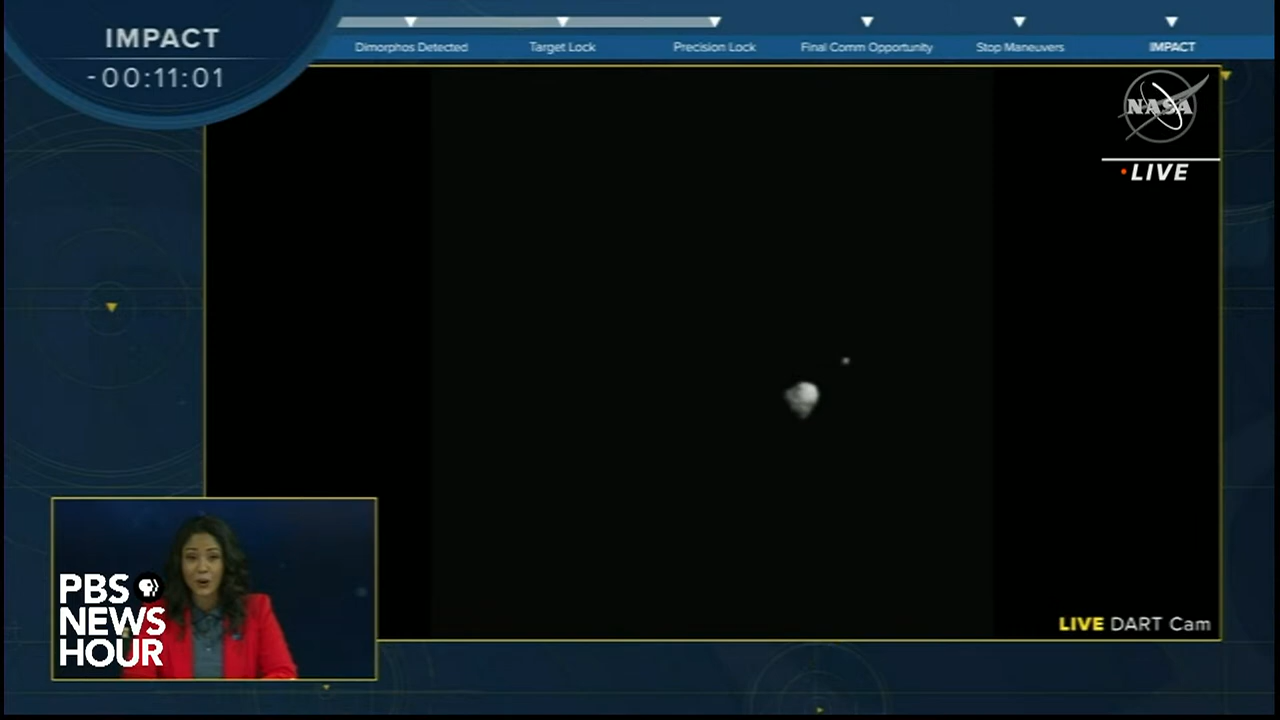 IMPACT
-00:11:01
Dimorphos Detected
Target Lock
Precision Lock
Final Comm Opportunity
Stop Maneuvers
IMPACT
NASA
LIVE
PBS
NEWS
HOUR
LIVE DART Cam